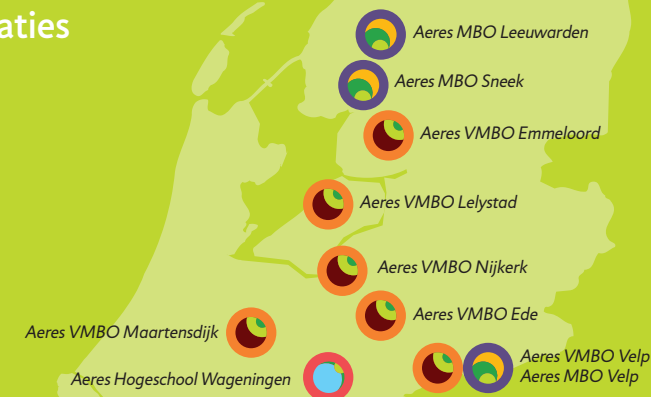 aties
Aeres MBO Leeuwarden
Aeres MBO Sneek
Aeres VMBO Emmeloord
Aeres VMBO Lelystad
Aeres VMBO Nijkerk
Aeres VMBO Ede
Aeres VMBO Maartensdijk
Aeres VMBO Velp
Aeres Hogeschool Wageningen
Aeres MBO Velp